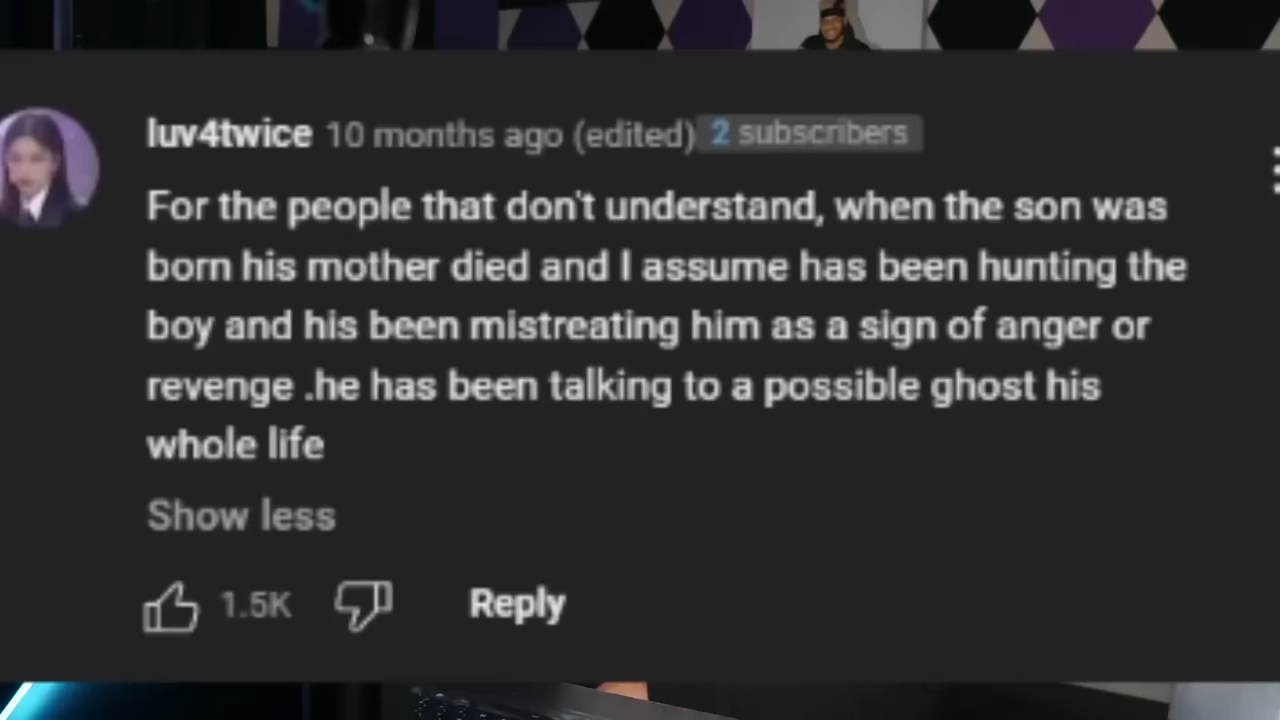 luv4twice 10 months ago (edited) 2 subscribers
For the people that don't understand, when the son was
born his mother died and I assume has been hunting the
boy and his been mistreating him as a sign of anger or
revenge .he has been talking to a possible ghost his
whole life
Show less
1.5K Reply